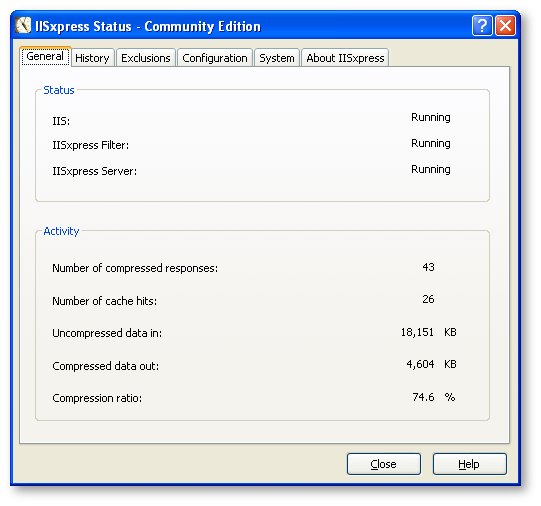 IISxpress Status - Community Edition
General History Exclusions Configuration System About IISxpress
Status
IIS: Running
IISxpress Filter: Running
IISxpress Server: Running
Activity
Number of compressed responses: 43
Number of cache hits: 26
Uncompressed data in: 18,151 KB
Compressed data out: 4,604 KB
Compression ratio: 74.6 %
Close Help